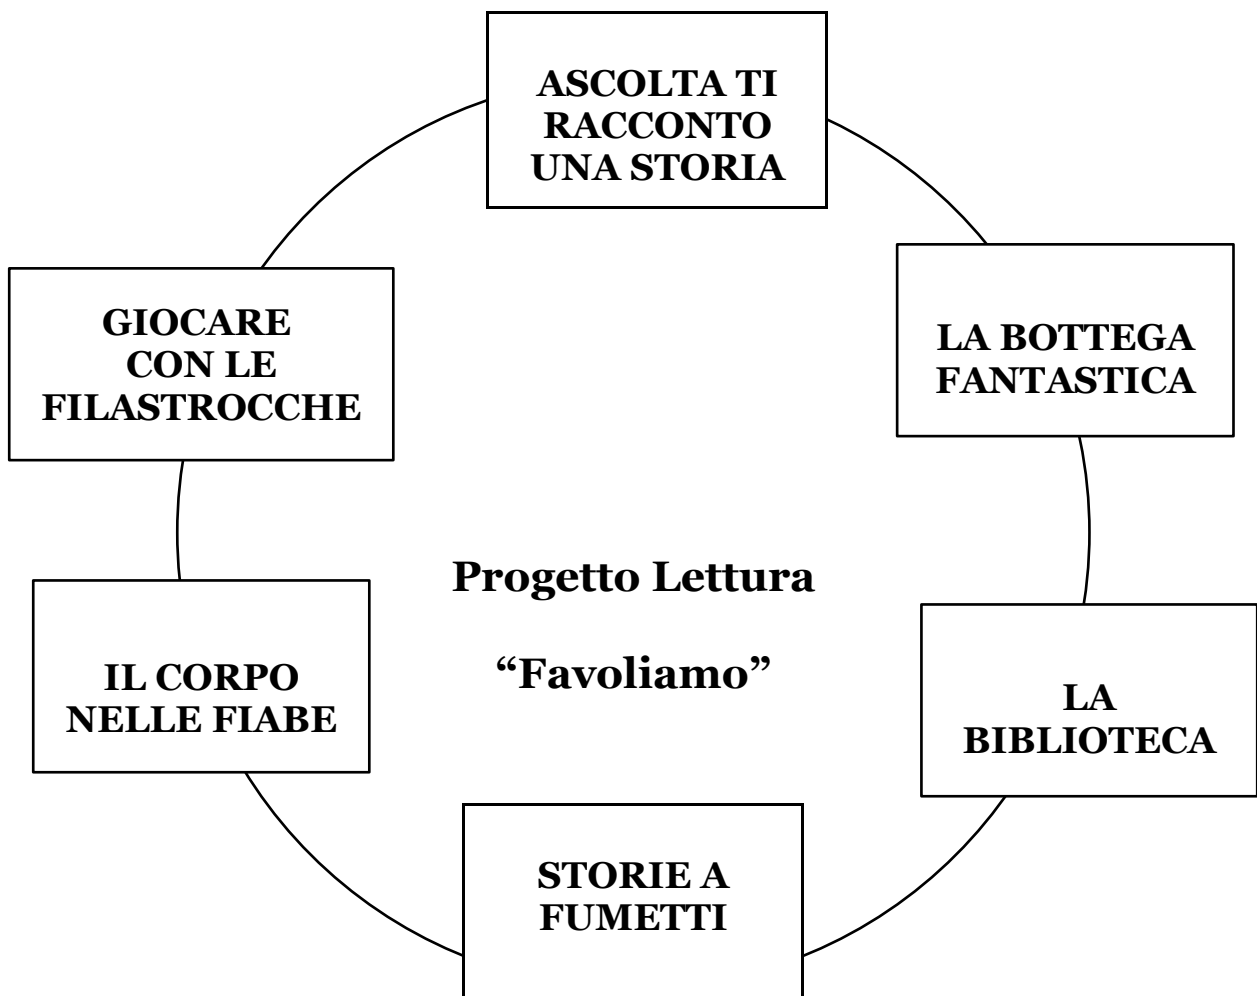 ASCOLTA TI
RACCONTO
UNA STORIA
LA BOTTEGA
FANTASTICA
LA
BIBLIOTECA
STORIE A
FUMETTI
IL CORPO
NELLE FIABE
GIOCARE
CON LE
FILASTROCCHE
Progetto Lettura
“Favoliamo”